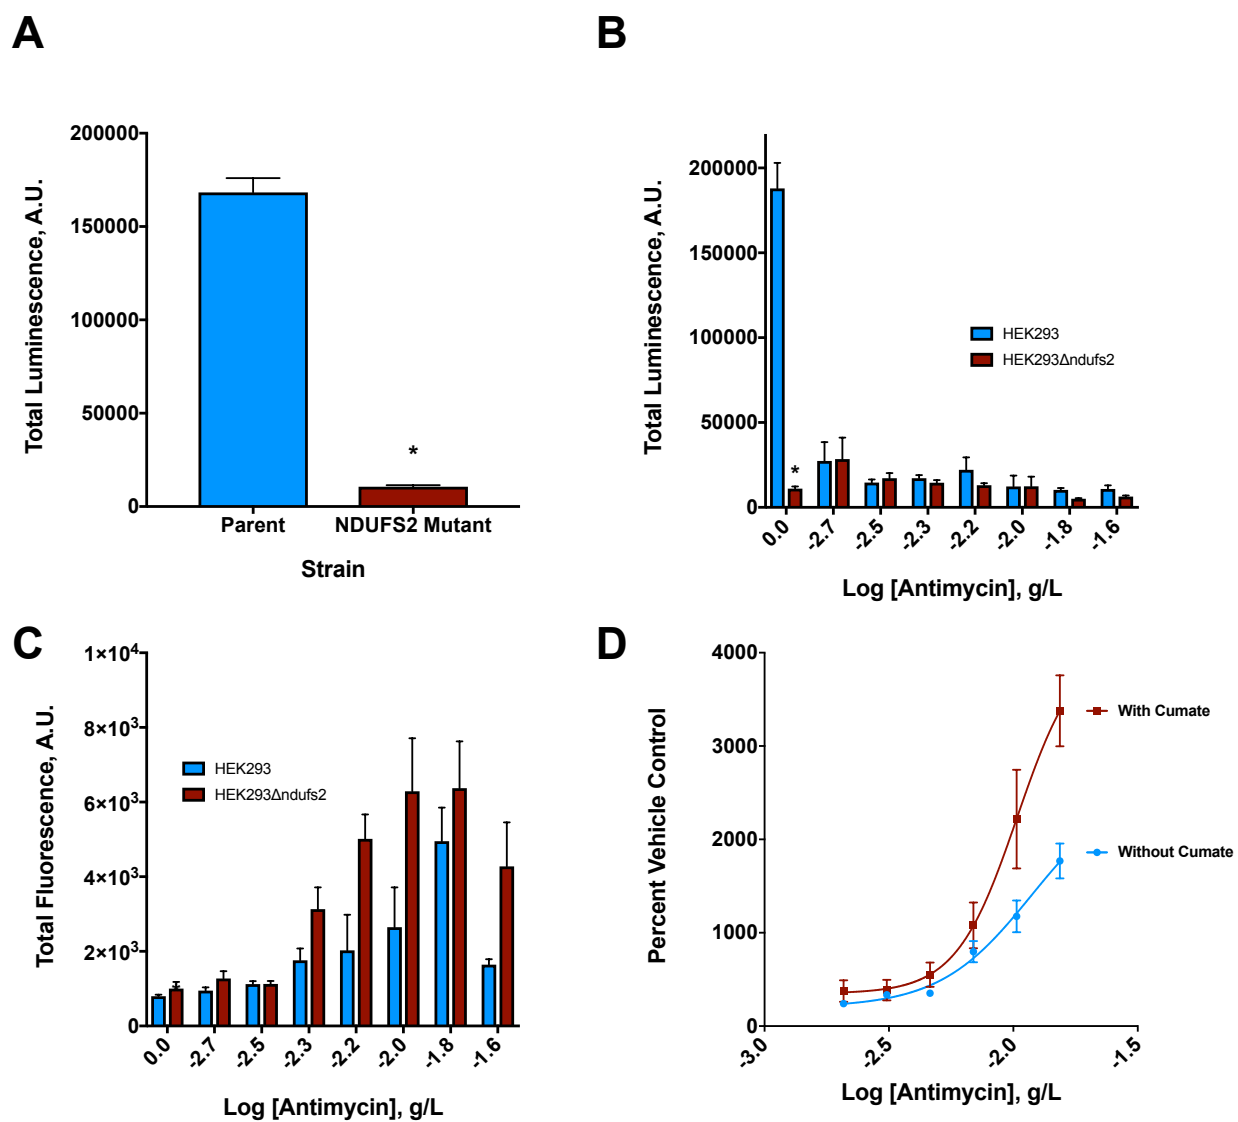 A
Total Luminescence, A.U.
200000
150000
100000
50000
0
*
Parent
NDUFS2 Mutant
Strain
B
Total Luminescence, A.U.
200000
150000
100000
50000
0
*
HEK293
HEK293Δndufs2
0.0
-2.7
-2.5
-2.3
-2.2
-2.0
-1.8
-1.6
Log [Antimycin], g/L
C
Total Fluorescence, A.U.
1×10⁴
8×10³
6×10³
4×10³
2×10³
0
HEK293
HEK293Δndufs2
0.0
-2.7
-2.5
-2.3
-2.2
-2.0
-1.8
-1.6
Log [Antimycin], g/L
D
Percent Vehicle Control
4000
3000
2000
1000
0
With Cumate
Without Cumate
-3.0
-2.5
-2.0
-1.5
Log [Antimycin], g/L